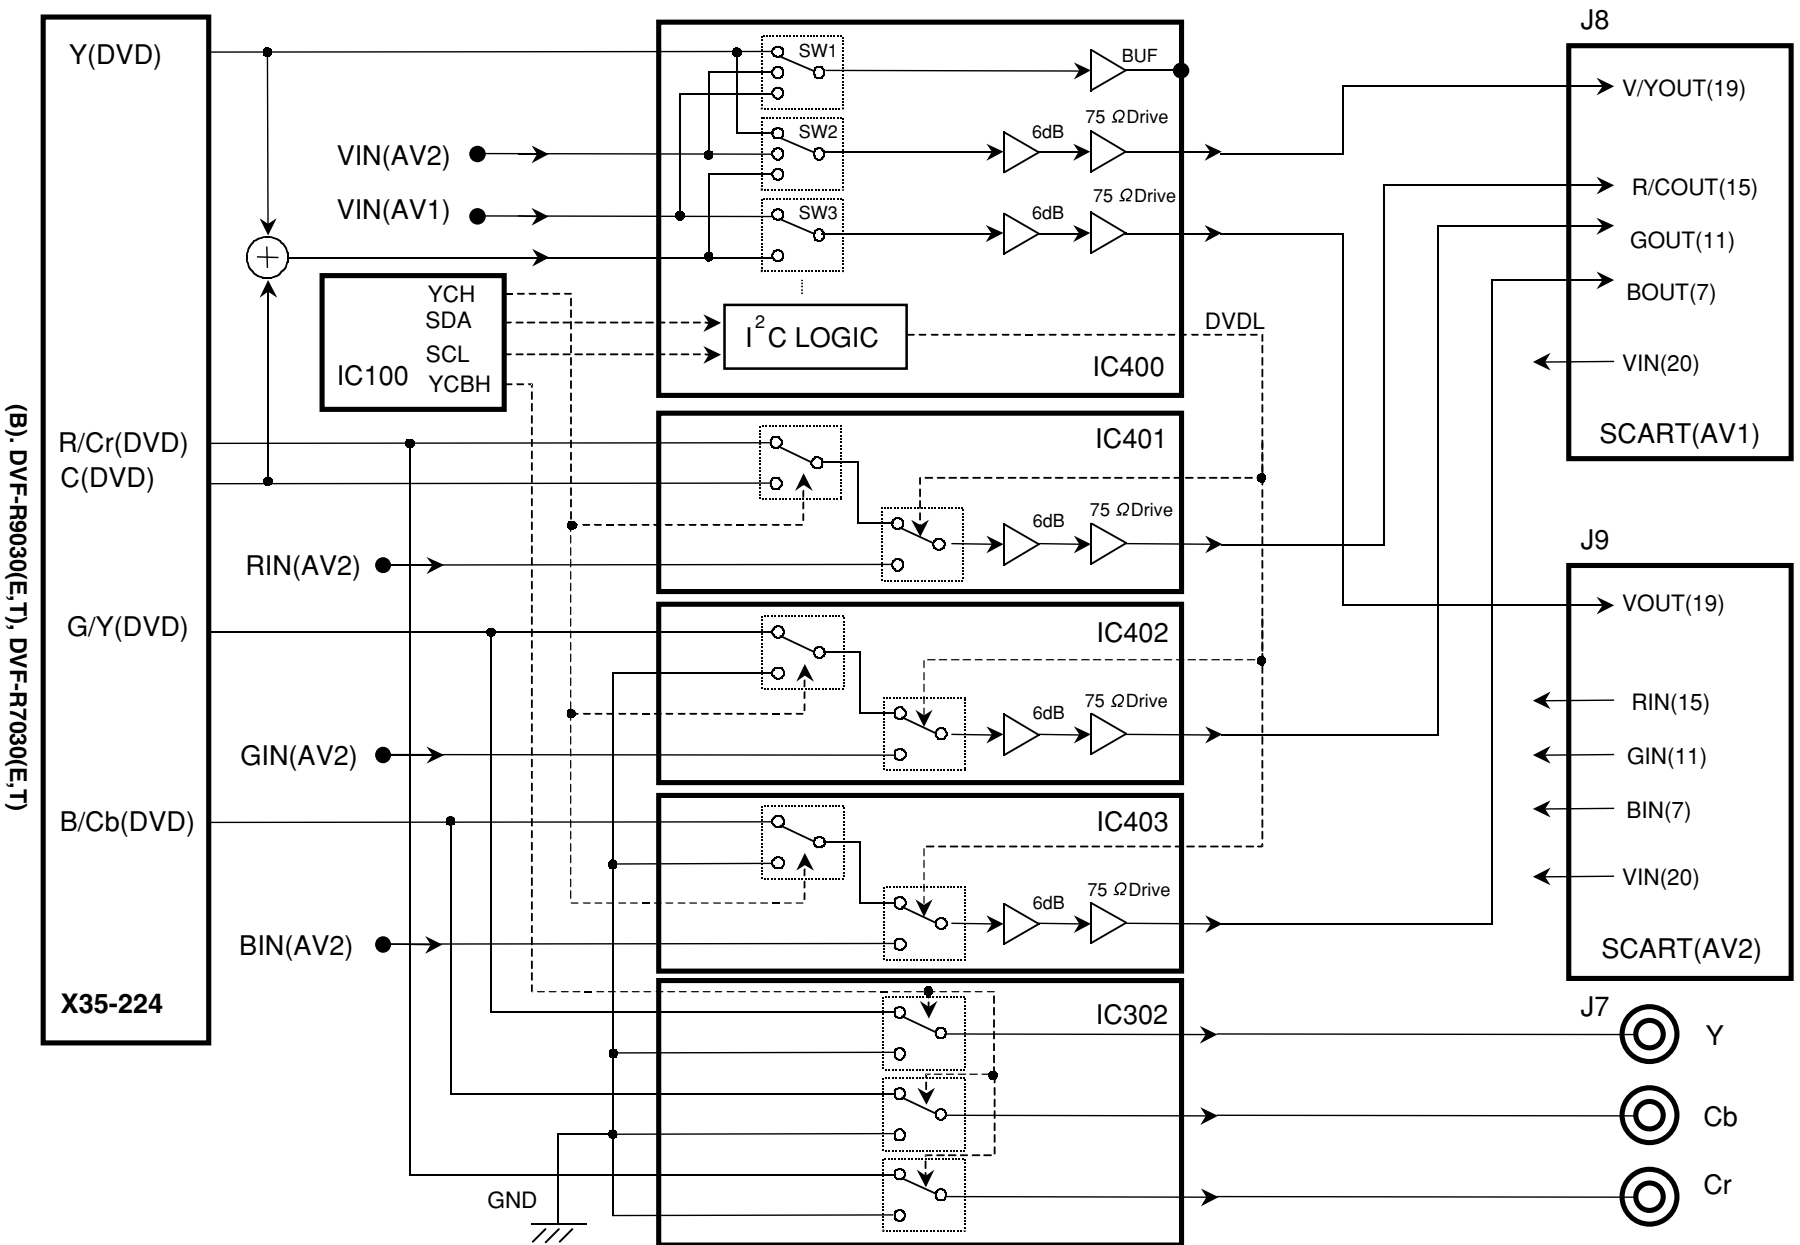 (B). DVF-R9030(E,T), DVF-R7030(E,T)
Y(DVD)
R/Cr(DVD)
C(DVD)
G/Y(DVD)
B/Cb(DVD)
X35-224
VIN(AV2)
VIN(AV1)
+
YCH
SDA
SCL
YCBH
IC100
RIN(AV2)
GIN(AV2)
BIN(AV2)
GND
SW1
BUF
SW2
6dB
75 ΩDrive
SW3
6dB
75 ΩDrive
I²C LOGIC
DVDL
IC400
IC401
6dB
75 ΩDrive
IC402
6dB
75 ΩDrive
IC403
6dB
75 ΩDrive
IC302
J8
V/YOUT(19)
R/COUT(15)
GOUT(11)
BOUT(7)
VIN(20)
SCART(AV1)
J9
VOUT(19)
RIN(15)
GIN(11)
BIN(7)
VIN(20)
SCART(AV2)
J7
Y
Cb
Cr